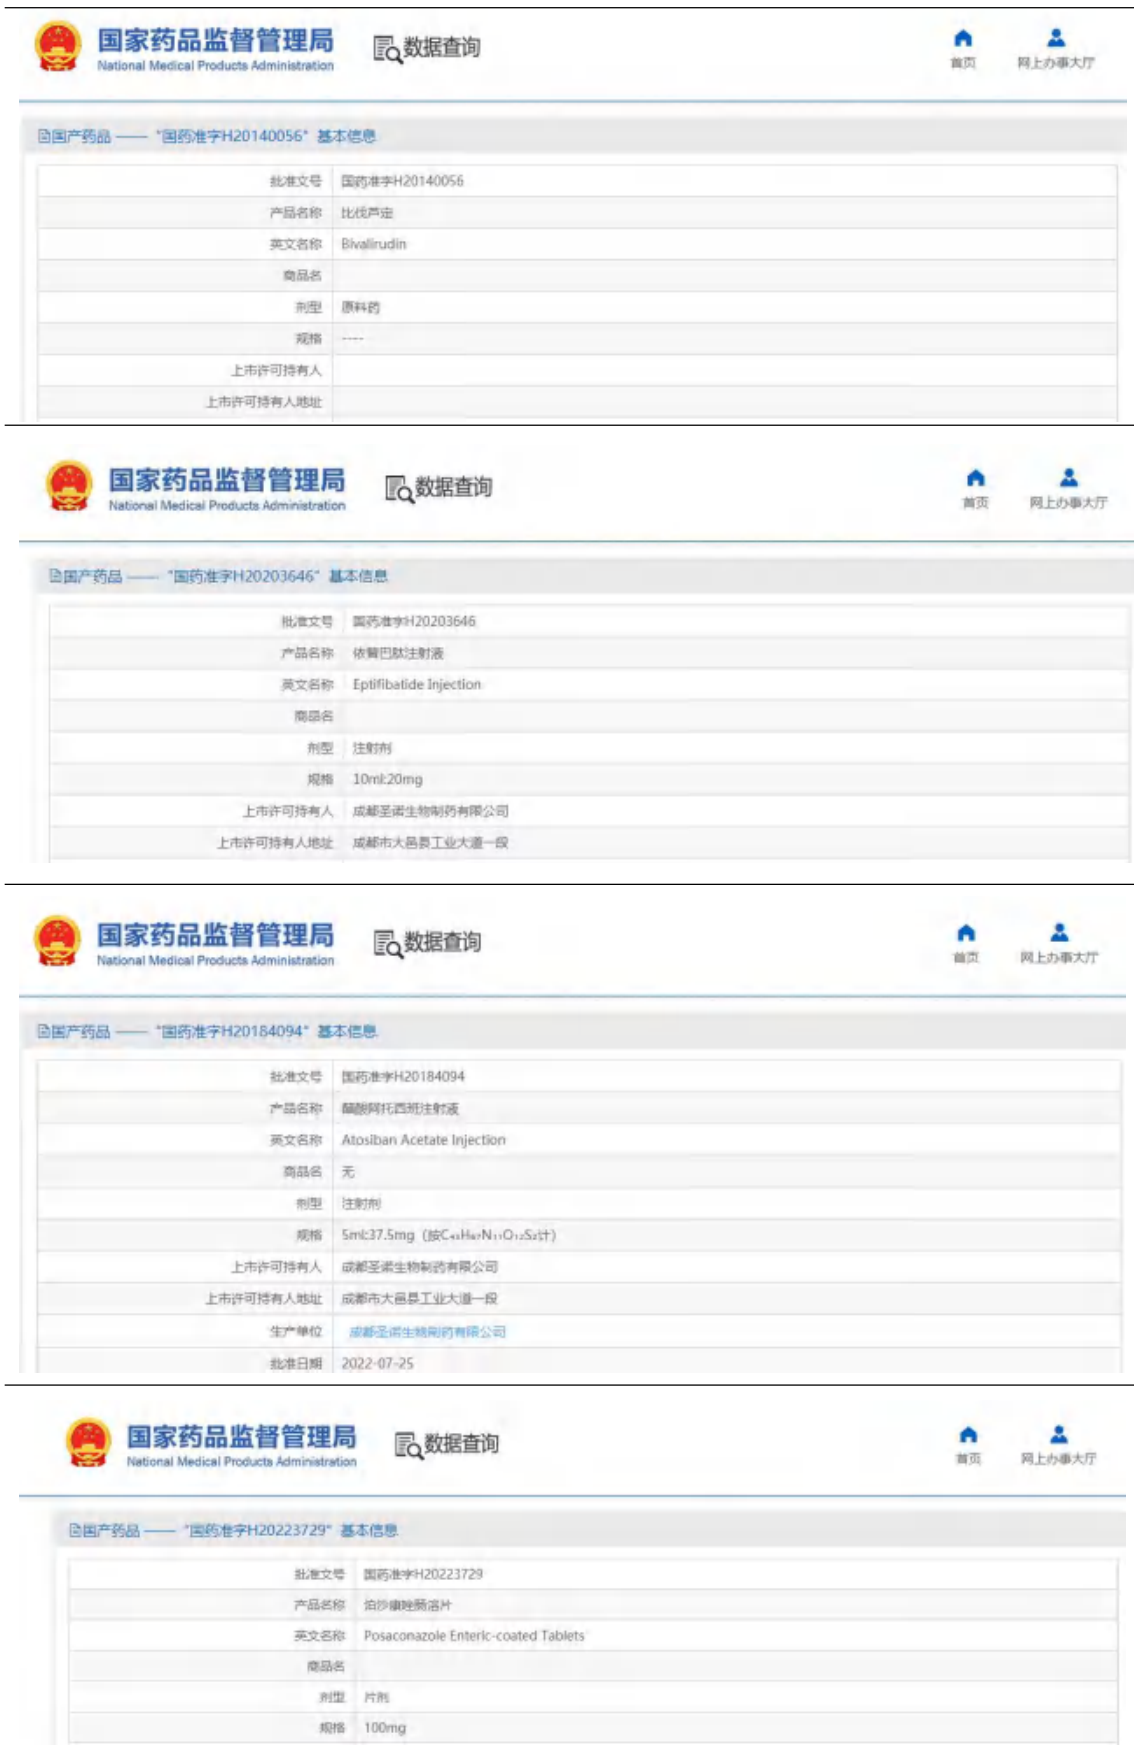 国家药品监督管理局
National Medical Products Administration
数据查询
首页
网上办事大厅
国产药品 —— "国药准字H20140056" 基本信息
批准文号 国药准字H20140056
产品名称 比伐芦定
英文名称 Bivalirudin
商品名
剂型 原料药
规格 ----
上市许可持有人
上市许可持有人地址
国家药品监督管理局
National Medical Products Administration
数据查询
首页
网上办事大厅
国产药品 —— "国药准字H20203646" 基本信息
批准文号 国药准字H20203646
产品名称 依替巴肽注射液
英文名称 Eptifibatide Injection
商品名
剂型 注射剂
规格 10ml:20mg
上市许可持有人 成都圣诺生物制药有限公司
上市许可持有人地址 成都市大邑县工业大道一段
国家药品监督管理局
National Medical Products Administration
数据查询
首页
网上办事大厅
国产药品 —— "国药准字H20184094" 基本信息
批准文号 国药准字H20184094
产品名称 醋酸阿托西班注射液
英文名称 Atosiban Acetate Injection
商品名 无
剂型 注射剂
规格 5ml:37.5mg（按C₄₃H₆₇N₁₁O₁₂S₂计）
上市许可持有人 成都圣诺生物制药有限公司
上市许可持有人地址 成都市大邑县工业大道一段
生产单位 成都圣诺生物制药有限公司
批准日期 2022-07-25
国家药品监督管理局
National Medical Products Administration
数据查询
首页
网上办事大厅
国产药品 —— "国药准字H20223729" 基本信息
批准文号 国药准字H20223729
产品名称 泊沙康唑肠溶片
英文名称 Posaconazole Enteric-coated Tablets
商品名
剂型 片剂
规格 100mg